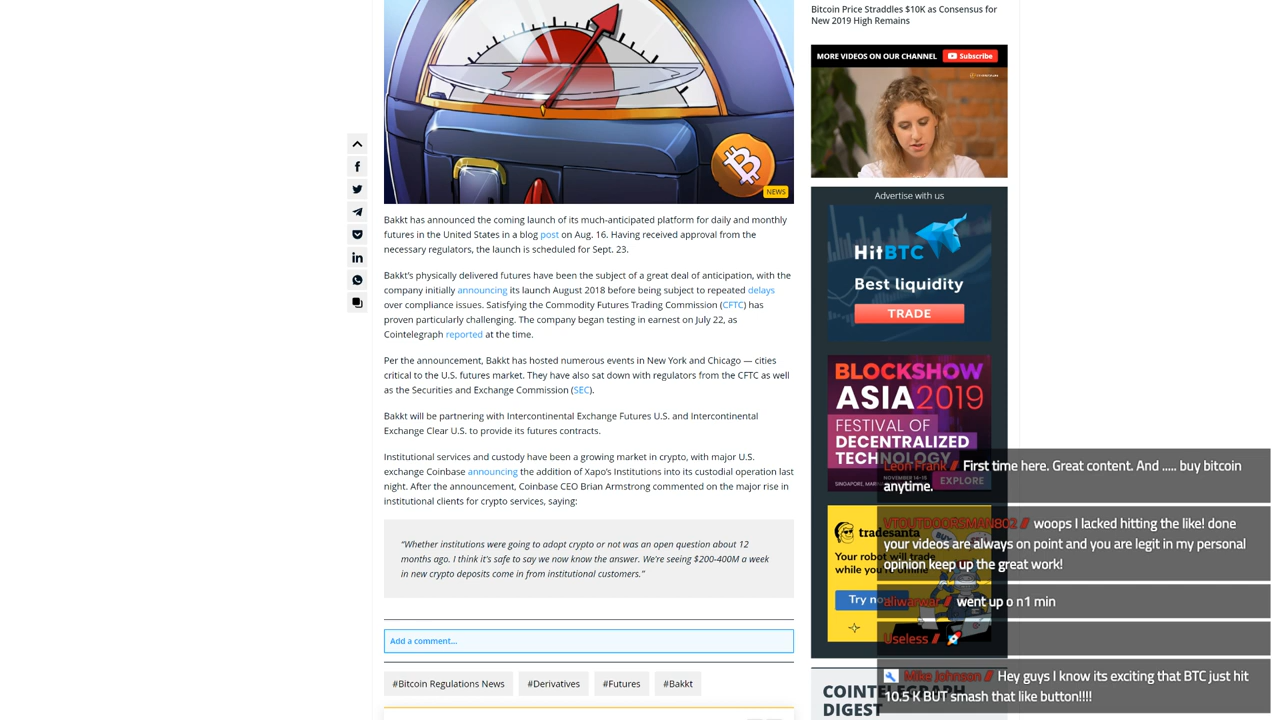 NEWS
Bakkt has announced the coming launch of its much-anticipated platform for daily and monthly
futures in the United States in a blog post on Aug. 16. Having received approval from the
necessary regulators, the launch is scheduled for Sept. 23.
Bakkt's physically delivered futures have been the subject of a great deal of anticipation, with the
company initially announcing its launch August 2018 before being subject to repeated delays
over compliance issues. Satisfying the Commodity Futures Trading Commission (CFTC) has
proven particularly challenging. The company began testing in earnest on July 22, as
Cointelegraph reported at the time.
Per the announcement, Bakkt has hosted numerous events in New York and Chicago — cities
critical to the U.S. futures market. They have also sat down with regulators from the CFTC as well
as the Securities and Exchange Commission (SEC).
Bakkt will be partnering with Intercontinental Exchange Futures U.S. and Intercontinental
Exchange Clear U.S. to provide its futures contracts.
Institutional services and custody have been a growing market in crypto, with major U.S.
exchange Coinbase announcing the addition of Xapo's Institutions into its custodial operation last
night. After the announcement, Coinbase CEO Brian Armstrong commented on the major rise in
institutional clients for crypto services, saying:
"Whether institutions were going to adopt crypto or not was an open question about 12
months ago. I think it's safe to say we now know the answer. We're seeing $200-400M a week
in new crypto deposits come in from institutional customers."
Add a comment...
#Bitcoin Regulations News
#Derivatives
#Futures
#Bakkt
Bitcoin Price Straddles $10K as Consensus for
New 2019 High Remains
MORE VIDEOS ON OUR CHANNEL
Subscribe
Advertise with us
HitBTC
Best liquidity
TRADE
BLOCKSHOW
ASIA2019
FESTIVAL OF
DECENTRALIZED
TECHNOLOGY
EXPLORE
tradesanta
Your robot will trade
while you're offline
Try now
COINTELEGRAPH
DIGEST
Leon Frank // First time here. Great content. And ..... buy bitcoin
anytime.
VTOUTDOORSMAN802 // woops I lacked hitting the like! done
your videos are always on point and you are legit in my personal
opinion keep up the great work!
aliwarwar // went up o n1 min
Useless // 🚀
Mike Johnson // Hey guys I know its exciting that BTC just hit
10.5 K BUT smash that like button!!!!